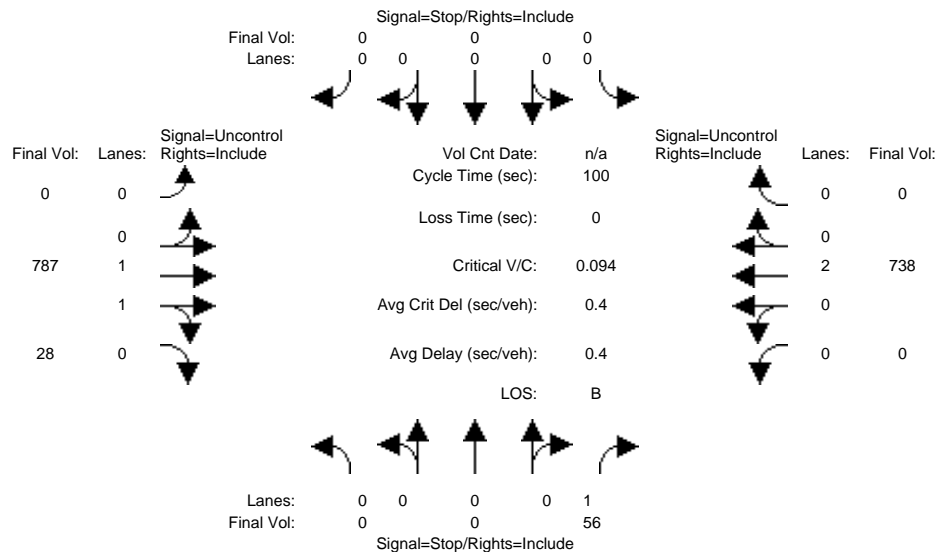 Signal=Stop/Rights=Include
Final Vol: 0 0 0
Lanes: 0 0 0 0 0
Signal=Uncontrol Signal=Uncontrol
Final Vol: Lanes: Rights=Include Vol Cnt Date: n/a Rights=Include Lanes: Final Vol:
Cycle Time (sec): 100
0 0 0 0
Loss Time (sec): 0
0 0
787 1 Critical V/C: 0.094 2 738
1 Avg Crit Del (sec/veh): 0.4 0
28 0 Avg Delay (sec/veh): 0.4 0 0
LOS: B
Lanes: 0 0 0 0 1
Final Vol: 0 0 56
Signal=Stop/Rights=Include